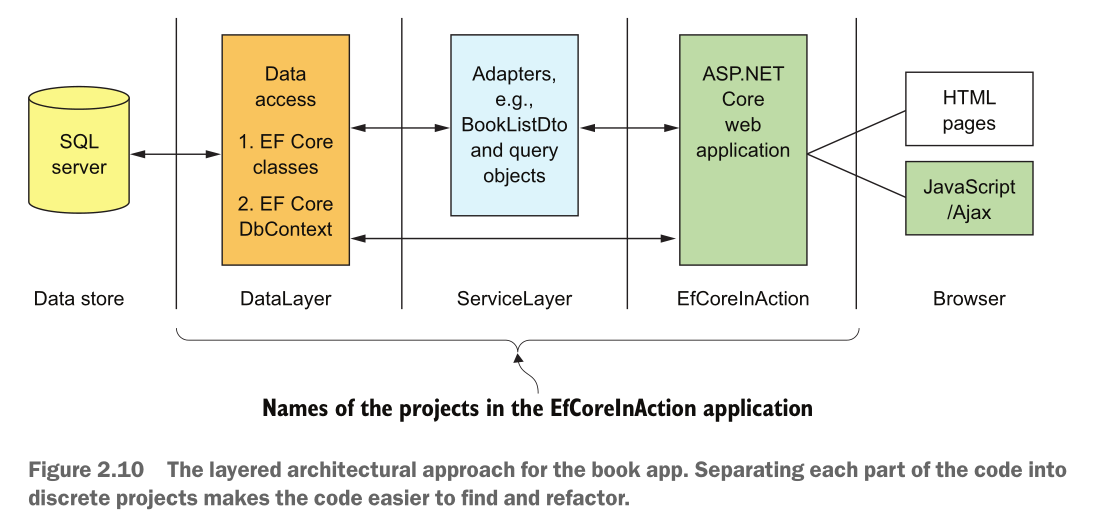 SQL
server
Data
access
1. EF Core
classes
2. EF Core
DbContext
Adapters,
e.g.,
BookListDto
and query
objects
ASP.NET
Core
web
application
HTML
pages
JavaScript
/Ajax
Data store
DataLayer
ServiceLayer
EfCoreInAction
Browser
Names of the projects in the EfCoreInAction application
Figure 2.10 The layered architectural approach for the book app. Separating each part of the code into
discrete projects makes the code easier to find and refactor.